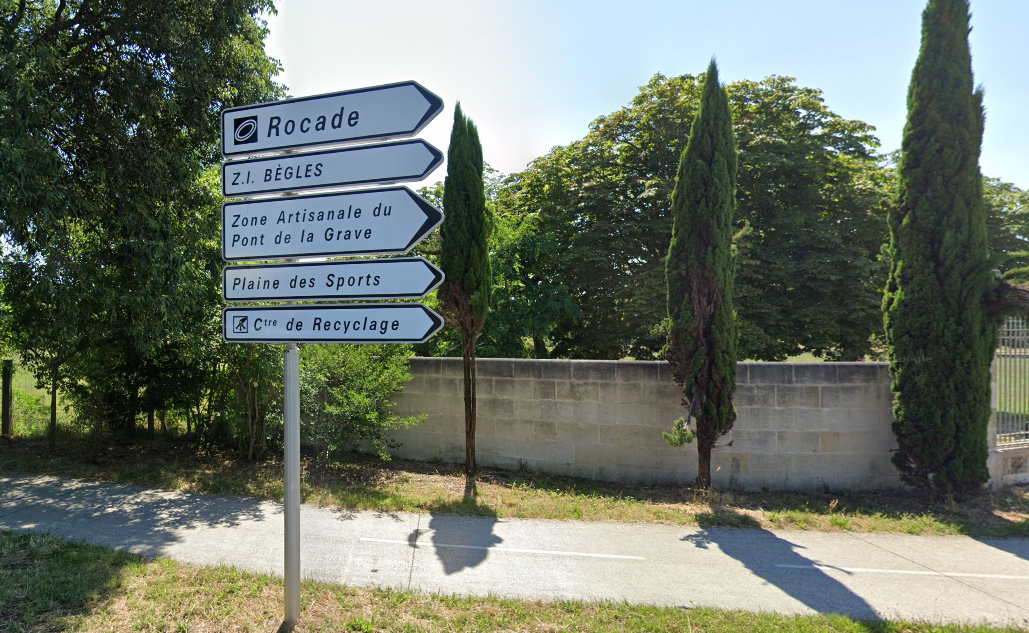 Rocade
Z.I. BÈGLES
Zone Artisanale du
Pont de la Grave
Plaine des Sports
Ctre de Recyclage